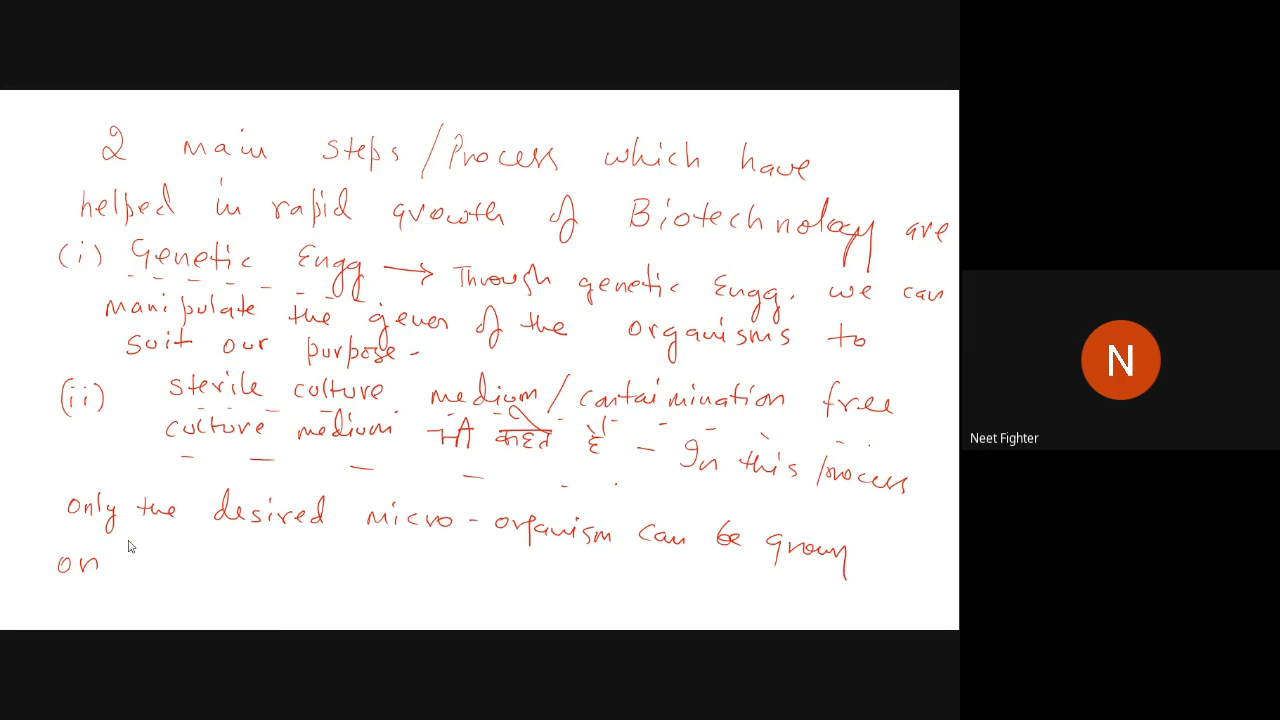 2 main steps/Process which have
helped in rapid growth of Biotechnology are
(i) Genetic Engg → Through genetic Engg. we can
manipulate the genes of the organisms to
suit our purpose.
(ii) sterile culture medium/contaimination free
culture medium भी कहते हैं - In this process
only the desired micro-organism can be grown
on
N
Neet Fighter